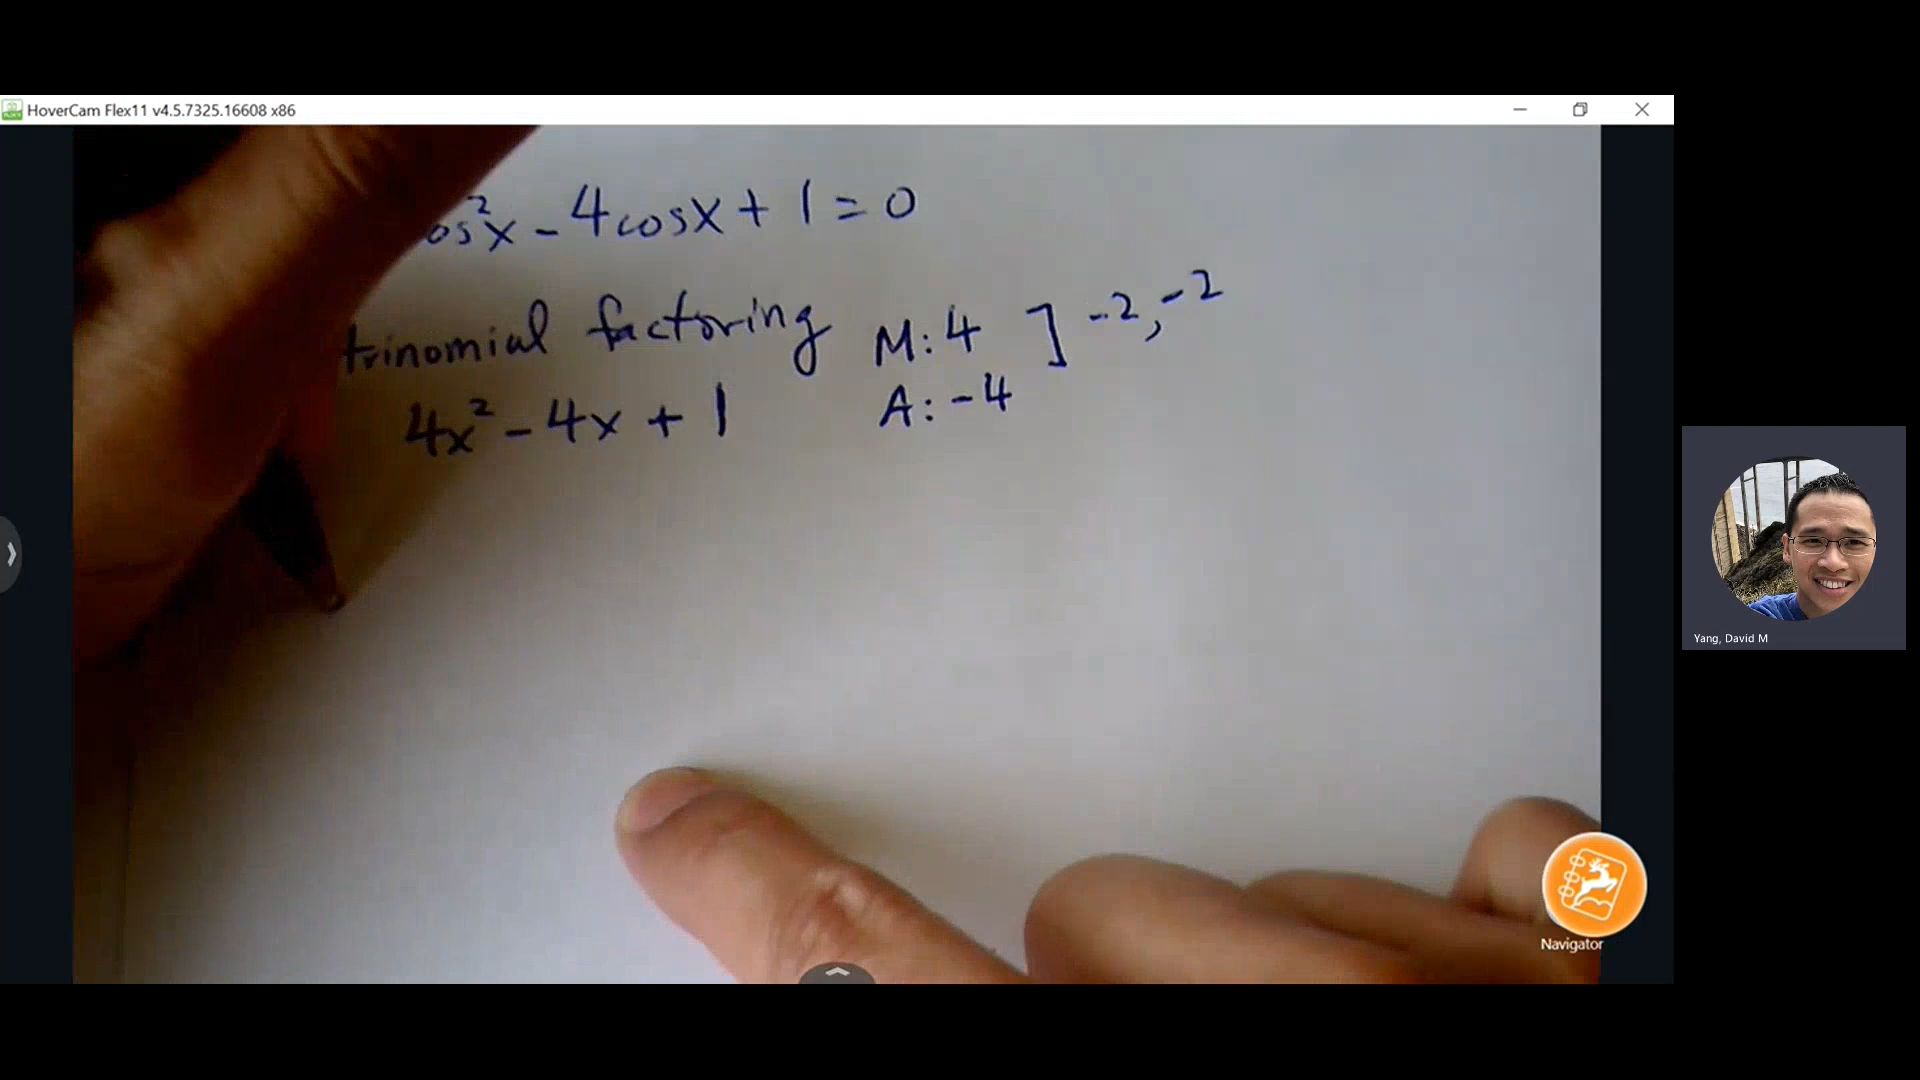 HoverCam Flex11 v4.5.7325.16608 x86
os²x - 4cosx + 1 = 0
trinomial factoring M: 4 ] -2, -2
4x² - 4x + 1 A: -4
Yang, David M
Navigator